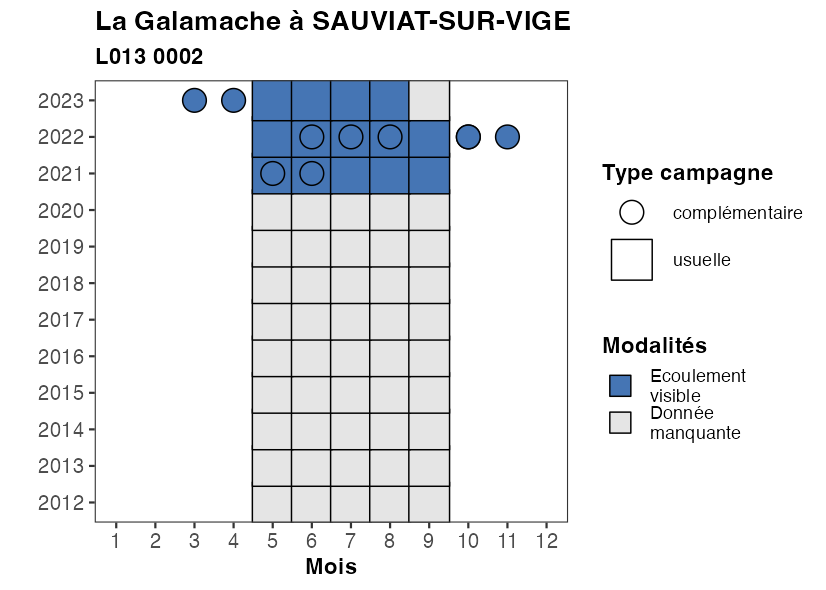 La Galamache à SAUVIAT-SUR-VIGE
L013 0002
2023
2022
2021
2020
2019
2018
2017
2016
2015
2014
2013
2012
1 2 3 4 5 6 7 8 9 10 11 12
Mois
Type campagne
complémentaire
usuelle
Modalités
Ecoulement
visible
Donnée
manquante